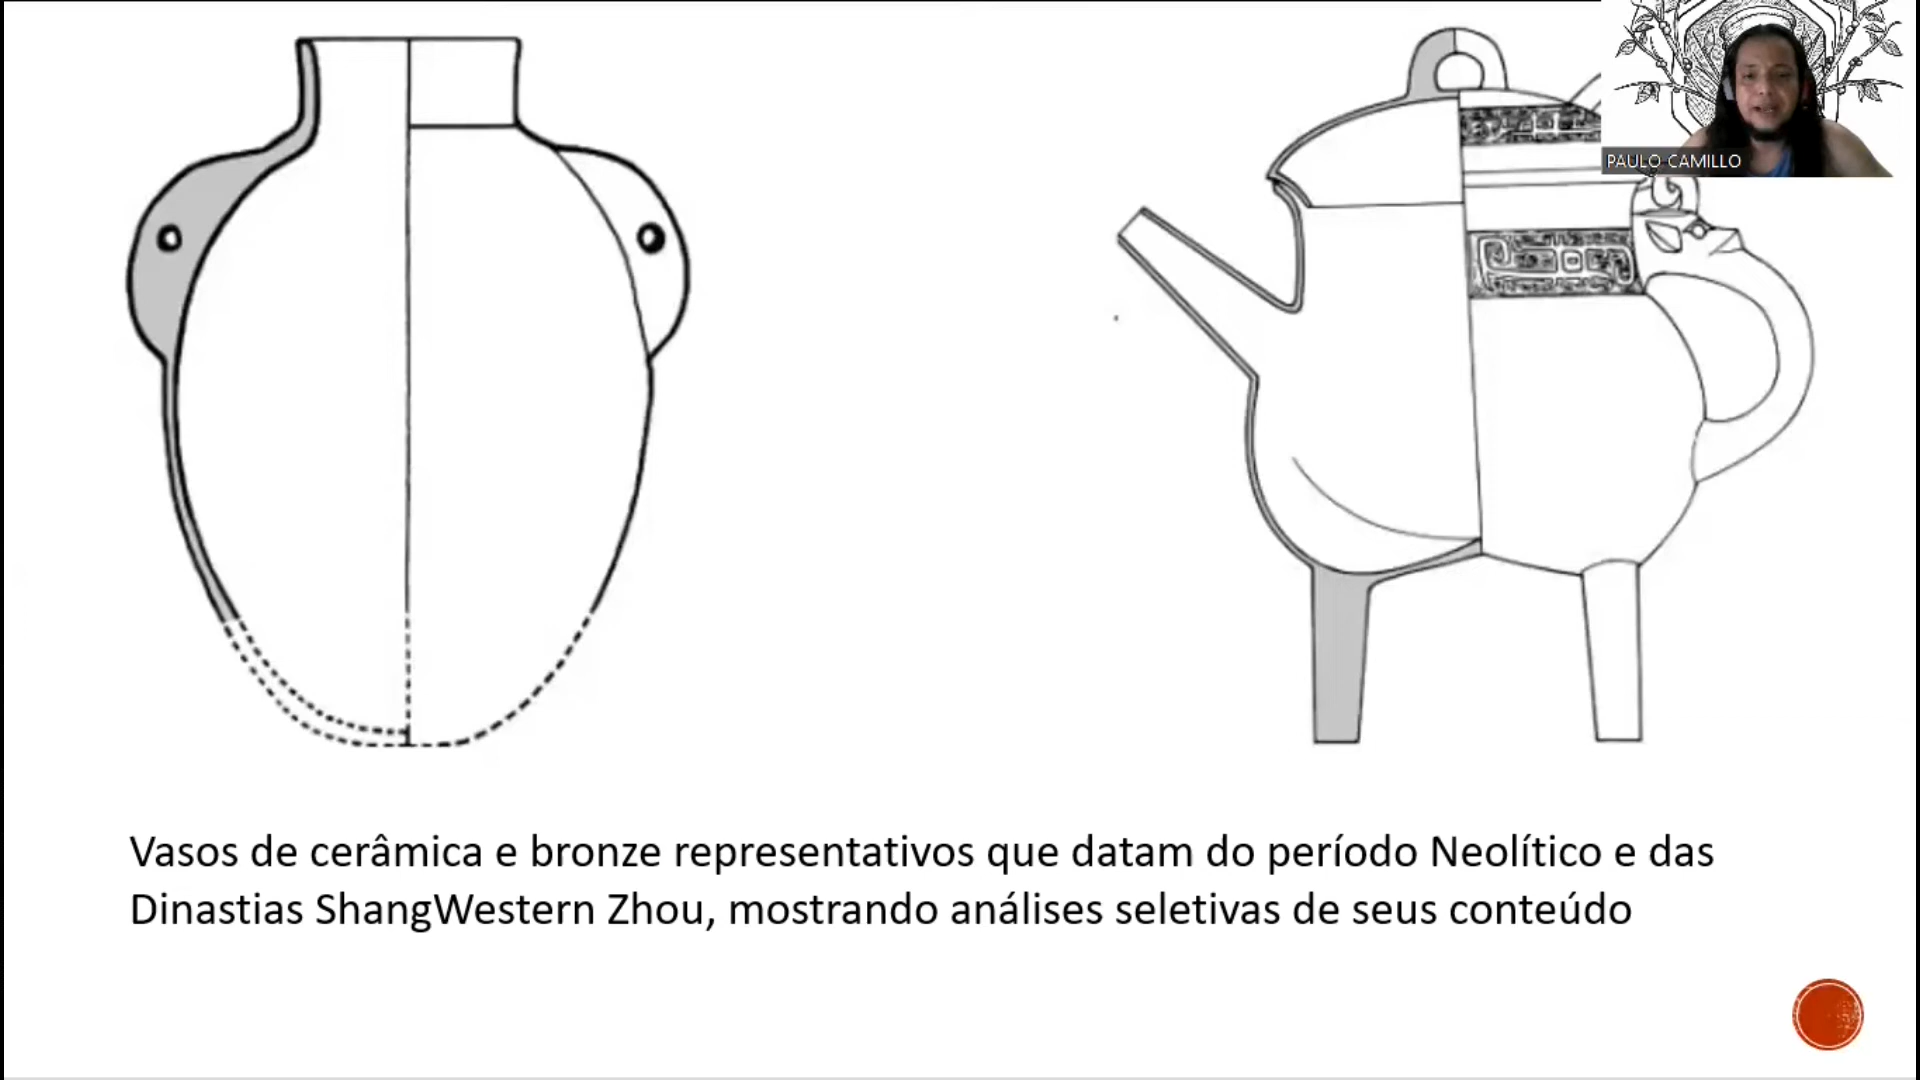 PAULO CAMILLO
Vasos de cerâmica e bronze representativos que datam do período Neolítico e das
Dinastias ShangWestern Zhou, mostrando análises seletivas de seus conteúdo